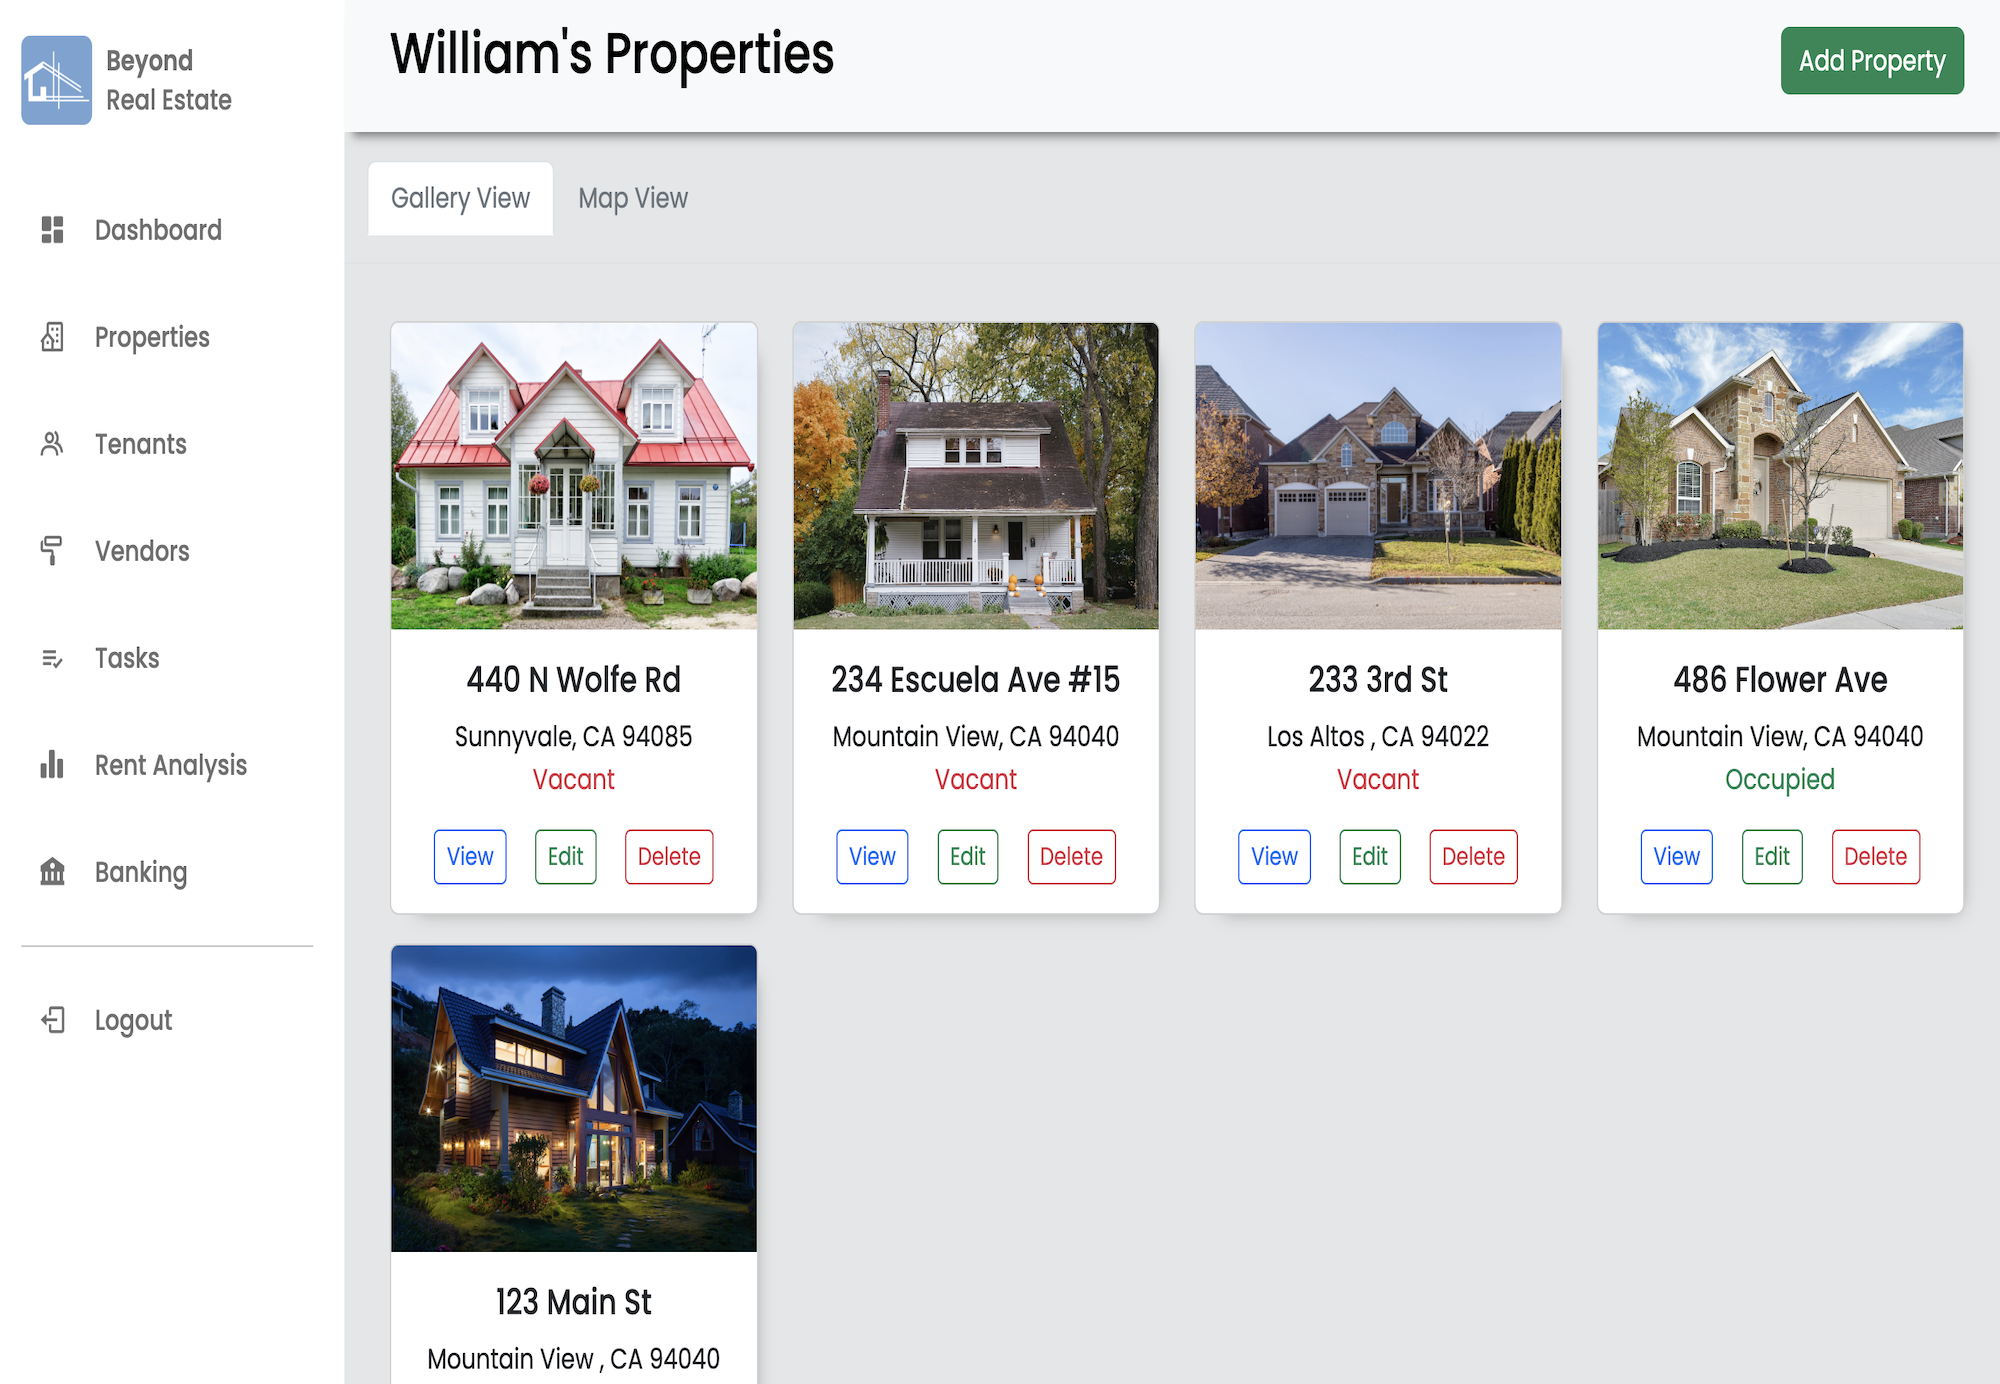 Beyond
Real Estate
Dashboard
Properties
Tenants
Vendors
Tasks
Rent Analysis
Banking
Logout
William's Properties
Add Property
Gallery View
Map View
440 N Wolfe Rd
Sunnyvale, CA 94085
Vacant
View Edit Delete
234 Escuela Ave #15
Mountain View, CA 94040
Vacant
View Edit Delete
233 3rd St
Los Altos , CA 94022
Vacant
View Edit Delete
486 Flower Ave
Mountain View, CA 94040
Occupied
View Edit Delete
123 Main St
Mountain View , CA 94040